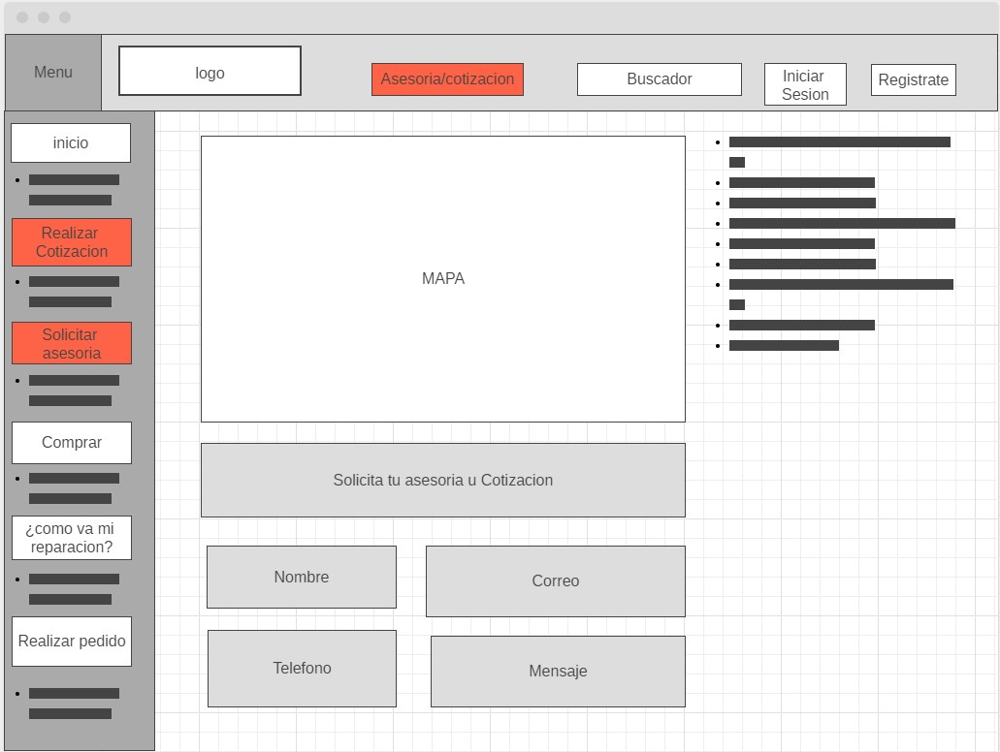 Menu
logo
Asesoria/cotizacion
Buscador
Iniciar
Sesion
Registrate
inicio
Realizar
Cotizacion
Solicitar
asesoria
Comprar
¿como va mi
reparacion?
Realizar pedido
MAPA
Solicita tu asesoria u Cotizacion
Nombre
Correo
Telefono
Mensaje